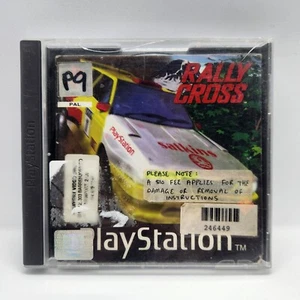 RALLY
CROSS
P9
PAL
PlayStation
PLEASE NOTE:
A $10 FEE APPLIES FOR THE
DAMAGE OR REMOVAL OF
INSTRUCTIONS
246449
PlayStation TM
PlayStation